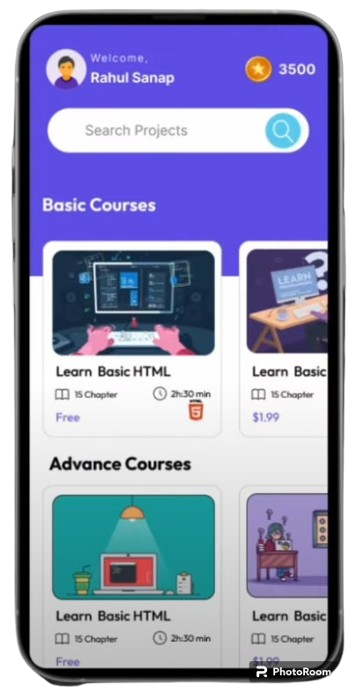 Welcome,
Rahul Sanap
3500
Search Projects
Basic Courses
LEARN
Learn Basic HTML
15 Chapter
2h:30 min
Free
Learn Basic
15 Chapter
$1.99
Advance Courses
Learn Basic HTML
15 Chapter
2h:30 min
Free
Learn Basic
15 Chapter
$1.99
PhotoRoom